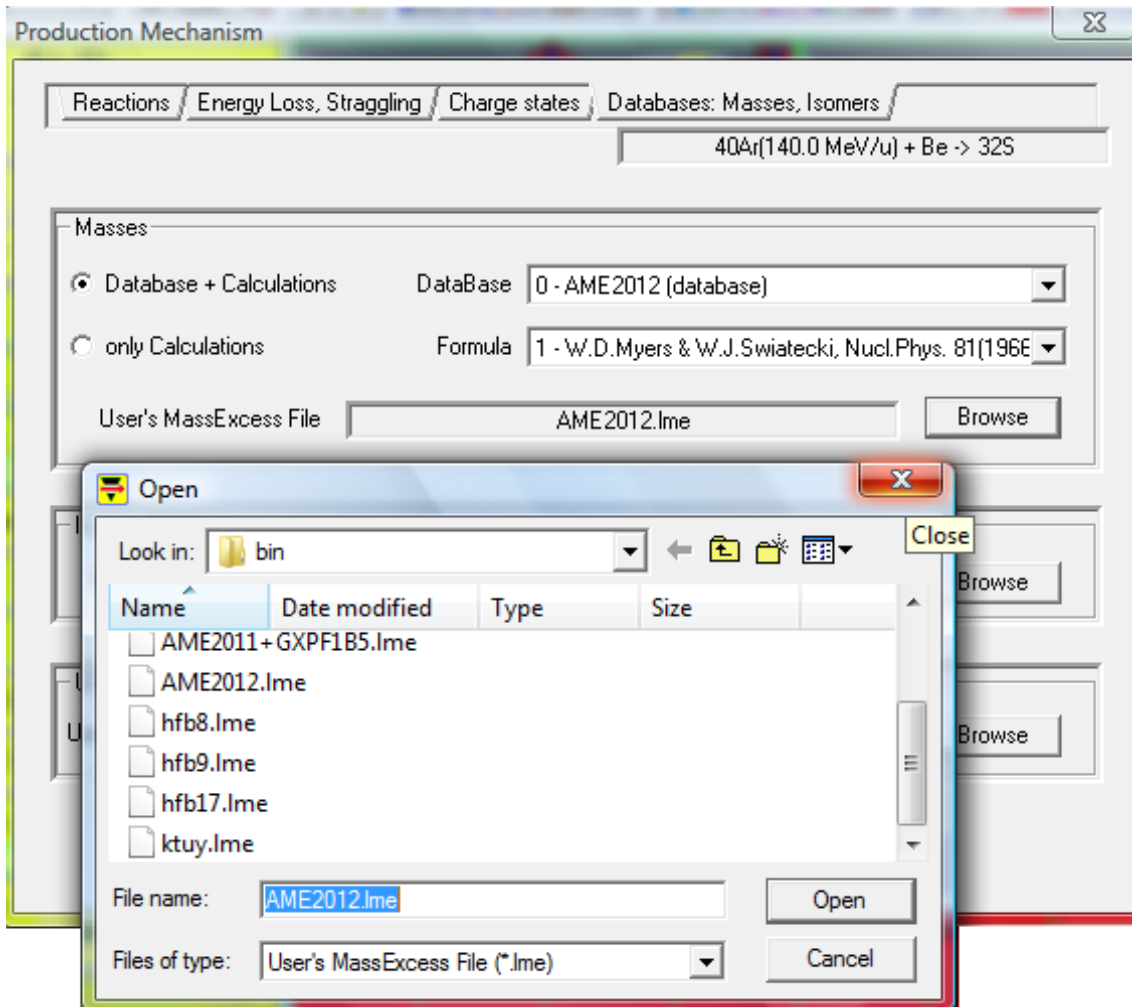 Production Mechanism
Reactions Energy Loss, Straggling Charge states Databases: Masses, Isomers
40Ar(140.0 MeV/u) + Be -> 32S
Masses
Database + Calculations DataBase 0 - AME2012 (database)
only Calculations Formula 1 - W.D.Myers & W.J.Swiatecki, Nucl.Phys. 81(1966
User's MassExcess File AME2012.lme Browse
Open
Close
Look in: bin
Browse
Name Date modified Type Size
AME2011+GXPF1B5.lme
AME2012.lme
hfb8.lme
hfb9.lme
Browse
hfb17.lme
ktuy.lme
File name: AME2012.lme Open
Files of type: User's MassExcess File (*.lme) Cancel